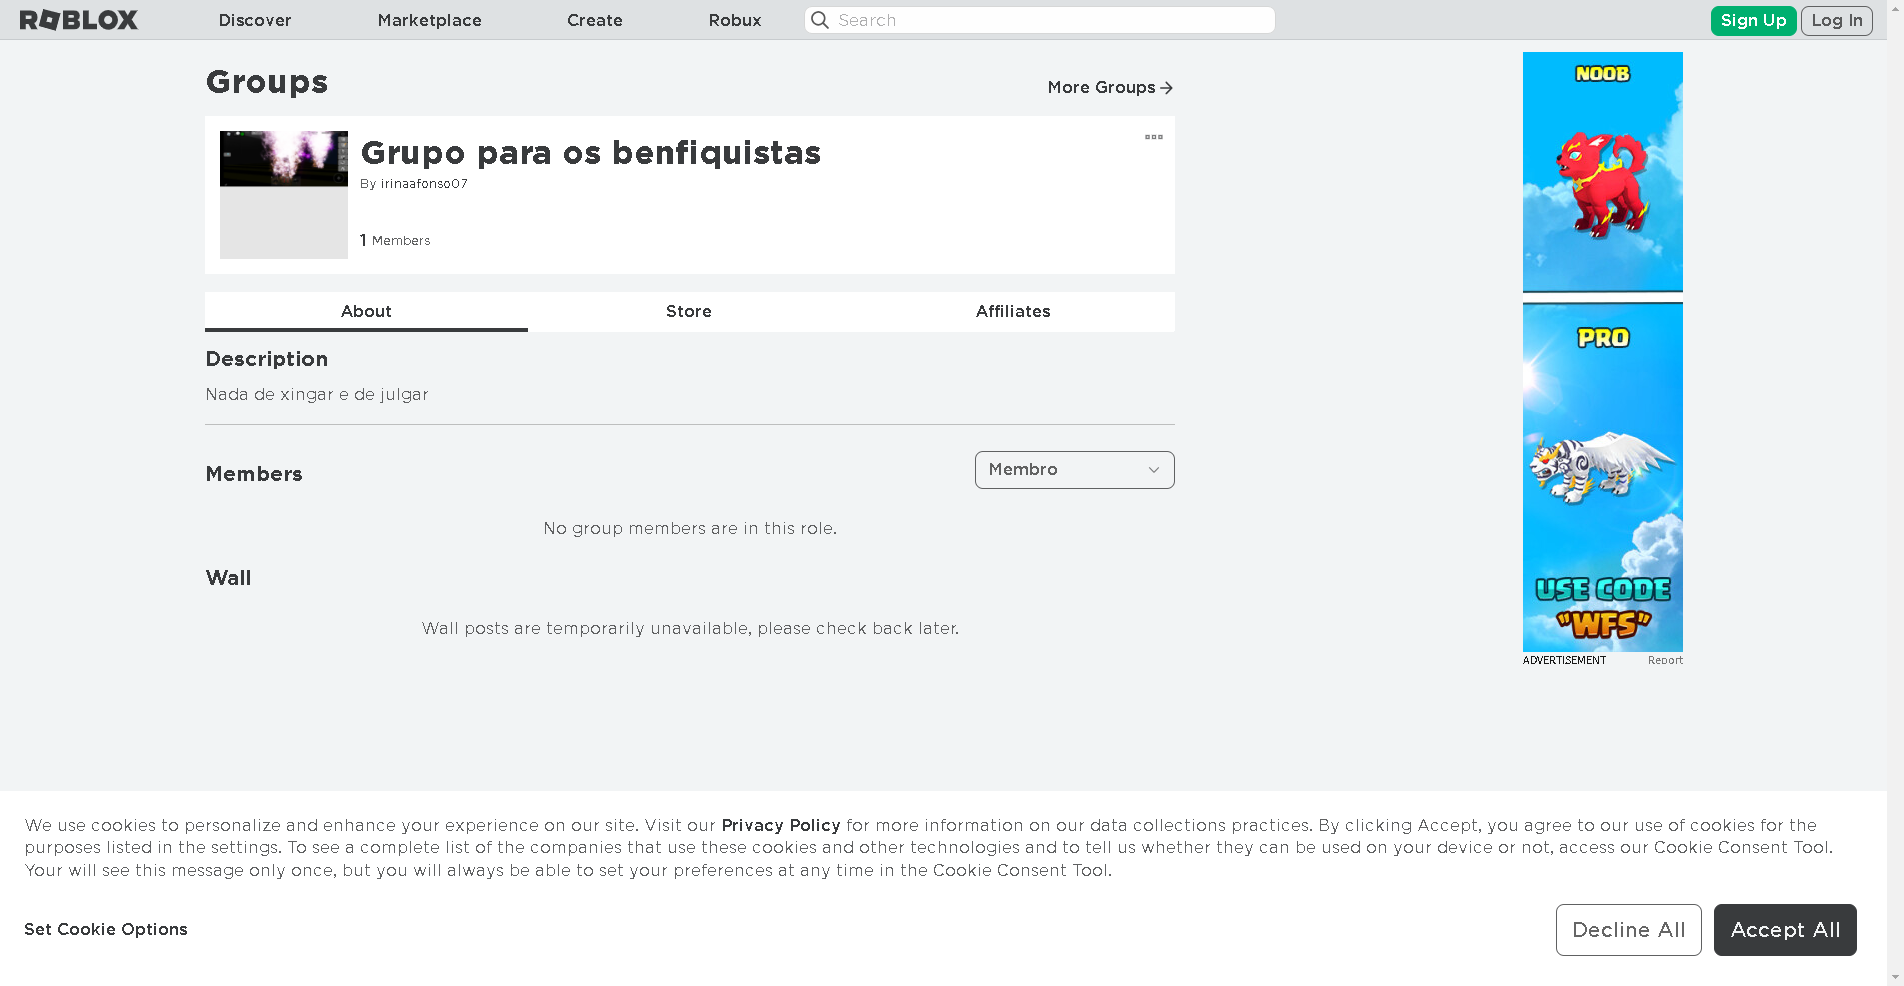 ROBLOX Discover Marketplace Create Robux Search Sign Up Log In
Groups
More Groups
Grupo para os benfiquistas
By irinaafonso07
1 Members
About Store Affiliates
Description
Nada de xingar e de julgar
Members
Membro
No group members are in this role.
Wall
Wall posts are temporarily unavailable, please check back later.
NOOB
PRO
USE CODE
"WFS"
ADVERTISEMENT Report
We use cookies to personalize and enhance your experience on our site. Visit our Privacy Policy for more information on our data collections practices. By clicking Accept, you agree to our use of cookies for the
purposes listed in the settings. To see a complete list of the companies that use these cookies and other technologies and to tell us whether they can be used on your device or not, access our Cookie Consent Tool.
Your will see this message only once, but you will always be able to set your preferences at any time in the Cookie Consent Tool.
Set Cookie Options
Decline All
Accept All